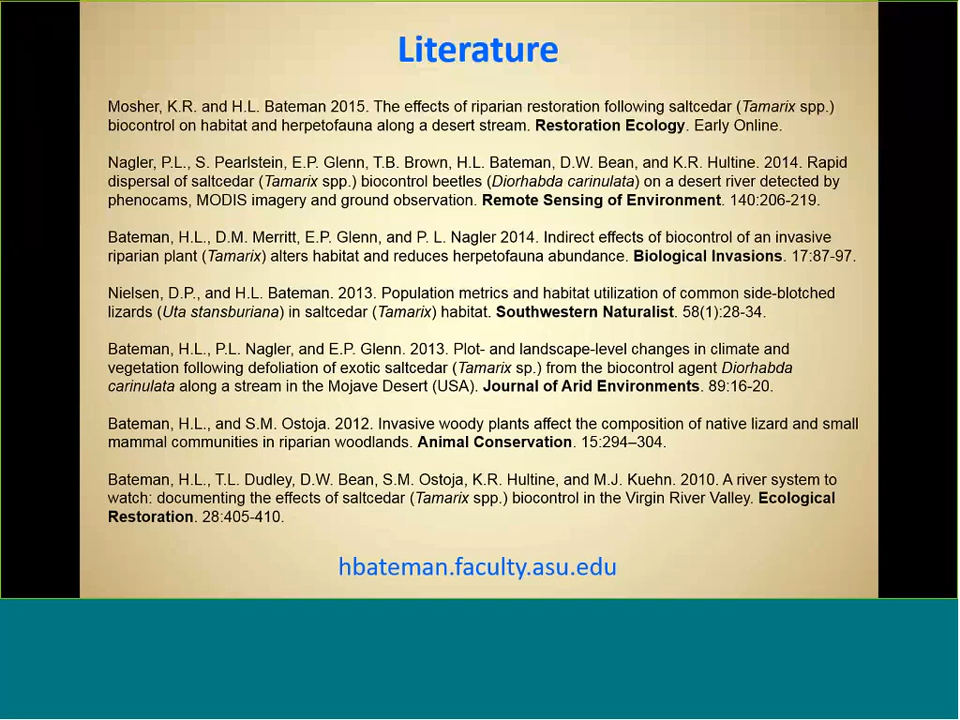 Literature
Mosher, K.R. and H.L. Bateman 2015. The effects of riparian restoration following saltcedar (Tamarix spp.)
biocontrol on habitat and herpetofauna along a desert stream. Restoration Ecology. Early Online.
Nagler, P.L., S. Pearlstein, E.P. Glenn, T.B. Brown, H.L. Bateman, D.W. Bean, and K.R. Hultine. 2014. Rapid
dispersal of saltcedar (Tamarix spp.) biocontrol beetles (Diorhabda carinulata) on a desert river detected by
phenocams, MODIS imagery and ground observation. Remote Sensing of Environment. 140:206-219.
Bateman, H.L., D.M. Merritt, E.P. Glenn, and P. L. Nagler 2014. Indirect effects of biocontrol of an invasive
riparian plant (Tamarix) alters habitat and reduces herpetofauna abundance. Biological Invasions. 17:87-97.
Nielsen, D.P., and H.L. Bateman. 2013. Population metrics and habitat utilization of common side-blotched
lizards (Uta stansburiana) in saltcedar (Tamarix) habitat. Southwestern Naturalist. 58(1):28-34.
Bateman, H.L., P.L. Nagler, and E.P. Glenn. 2013. Plot- and landscape-level changes in climate and
vegetation following defoliation of exotic saltcedar (Tamarix sp.) from the biocontrol agent Diorhabda
carinulata along a stream in the Mojave Desert (USA). Journal of Arid Environments. 89:16-20.
Bateman, H.L., and S.M. Ostoja. 2012. Invasive woody plants affect the composition of native lizard and small
mammal communities in riparian woodlands. Animal Conservation. 15:294–304.
Bateman, H.L., T.L. Dudley, D.W. Bean, S.M. Ostoja, K.R. Hultine, and M.J. Kuehn. 2010. A river system to
watch: documenting the effects of saltcedar (Tamarix spp.) biocontrol in the Virgin River Valley. Ecological
Restoration. 28:405-410.
hbateman.faculty.asu.edu